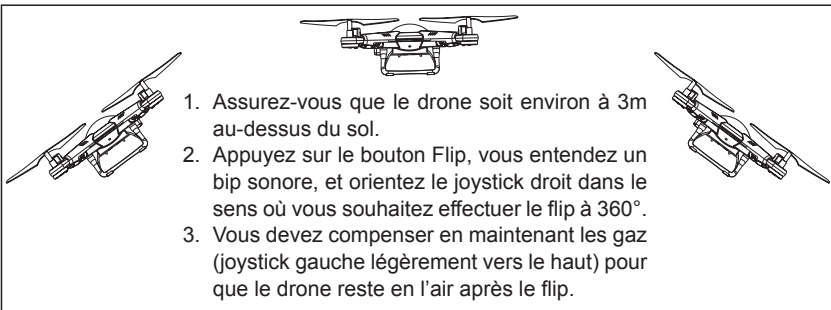 1. Assurez-vous que le drone soit environ à 3m
au-dessus du sol.
2. Appuyez sur le bouton Flip, vous entendez un
bip sonore, et orientez le joystick droit dans le
sens où vous souhaitez effectuer le flip à 360°.
3. Vous devez compenser en maintenant les gaz
(joystick gauche légèrement vers le haut) pour
que le drone reste en l'air après le flip.